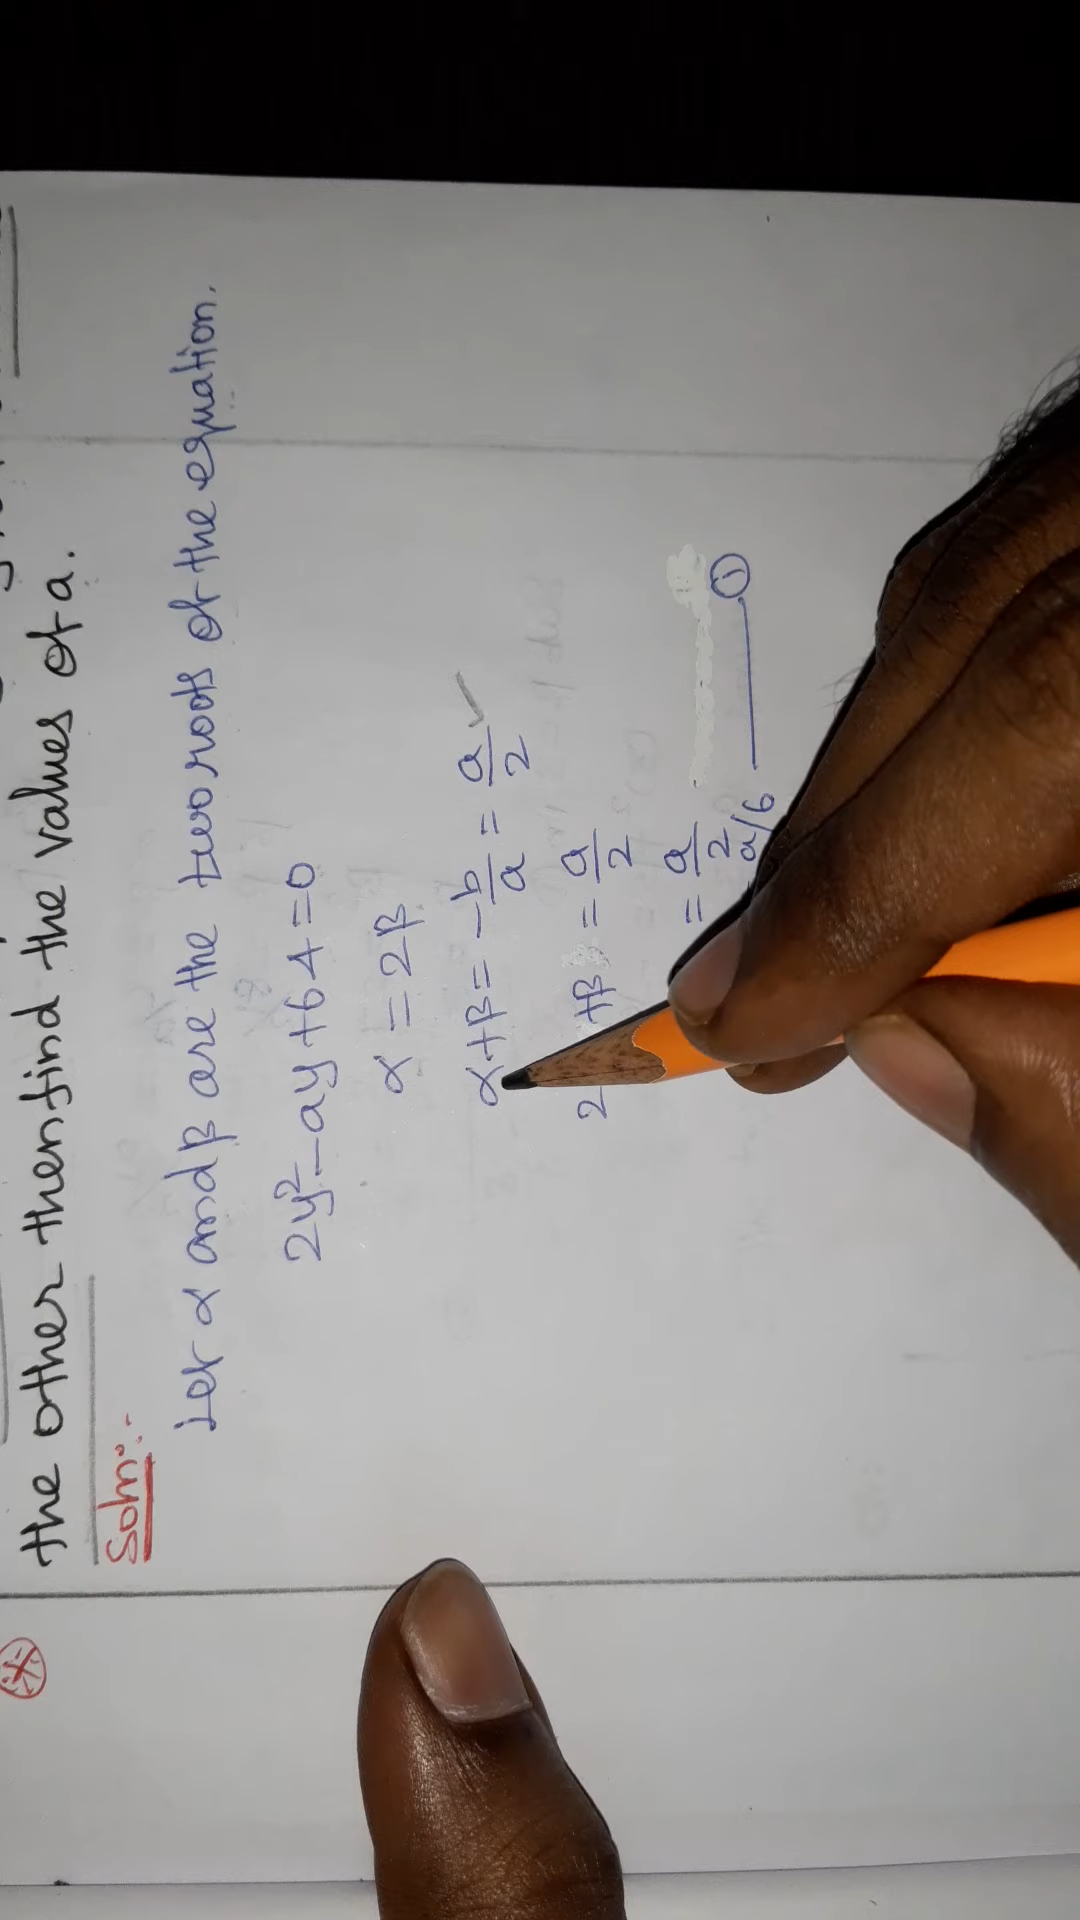 the other then find the values of a.
Soln:-
Let α and β are the two roots of the equation.
2y²-ay+64=0
α=2β
α+β=-b/a=a/2 ✓
2 +β = a/2
= a/2
a/6 ①